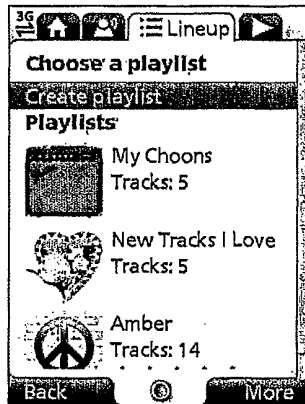 3G
Lineup
Choose a playlist
Create playlist
Playlists
My Choons
Tracks: 5
New Tracks I Love
Tracks: 5
Amber
Tracks: 14
Back
More